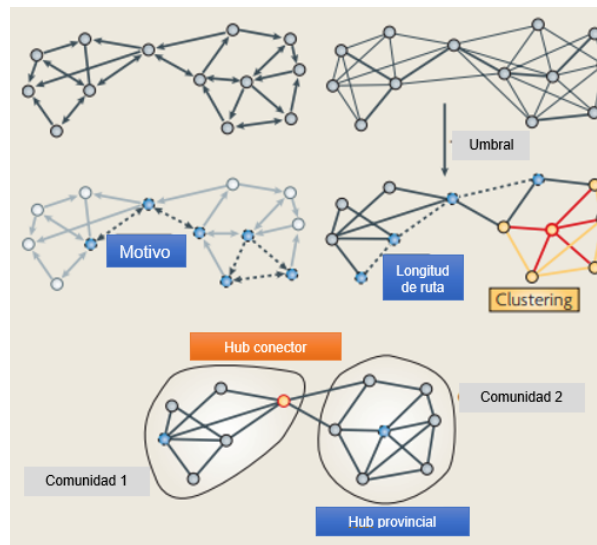 Umbral
Motivo
Longitud
de ruta
Clustering
Hub conector
Comunidad 2
Comunidad 1
Hub provincial